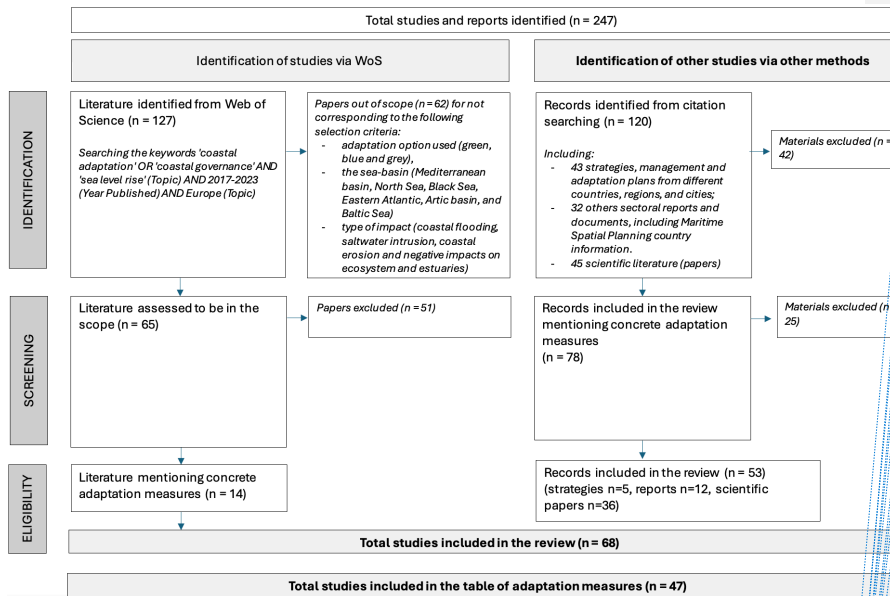 Total studies and reports identified (n = 247)
Identification of studies via WoS
Identification of other studies via other methods
IDENTIFICATION
Literature identified from Web of
Science (n = 127)
Searching the keywords 'coastal
adaptation' OR 'coastal governance' AND
'sea level rise' (Topic) AND 2017-2023
(Year Published) AND Europe (Topic)
Papers out of scope (n = 62) for not
corresponding to the following
selection criteria:
- adaptation option used (green,
blue and grey),
- the sea-basin (Mediterranean
basin, North Sea, Black Sea,
Eastern Atlantic, Artic basin, and
Baltic Sea)
- type of impact (coastal flooding,
saltwater intrusion, coastal
erosion and negative impacts on
ecosystem and estuaries)
Records identified from citation
searching (n = 120)
Including:
- 43 strategies, management and
adaptation plans from different
countries, regions, and cities;
- 32 others sectoral reports and
documents, including Maritime
Spatial Planning country
information.
- 45 scientific literature (papers)
Materials excluded (n =
42)
SCREENING
Literature assessed to be in the
scope (n = 65)
Papers excluded (n = 51)
Records included in the review
mentioning concrete adaptation
measures
(n = 78)
Materials excluded (n
25)
ELIGIBILITY
Literature mentioning concrete
adaptation measures (n = 14)
Records included in the review (n = 53)
(strategies n=5, reports n=12, scientific
papers n=36)
Total studies included in the review (n = 68)
Total studies included in the table of adaptation measures (n = 47)